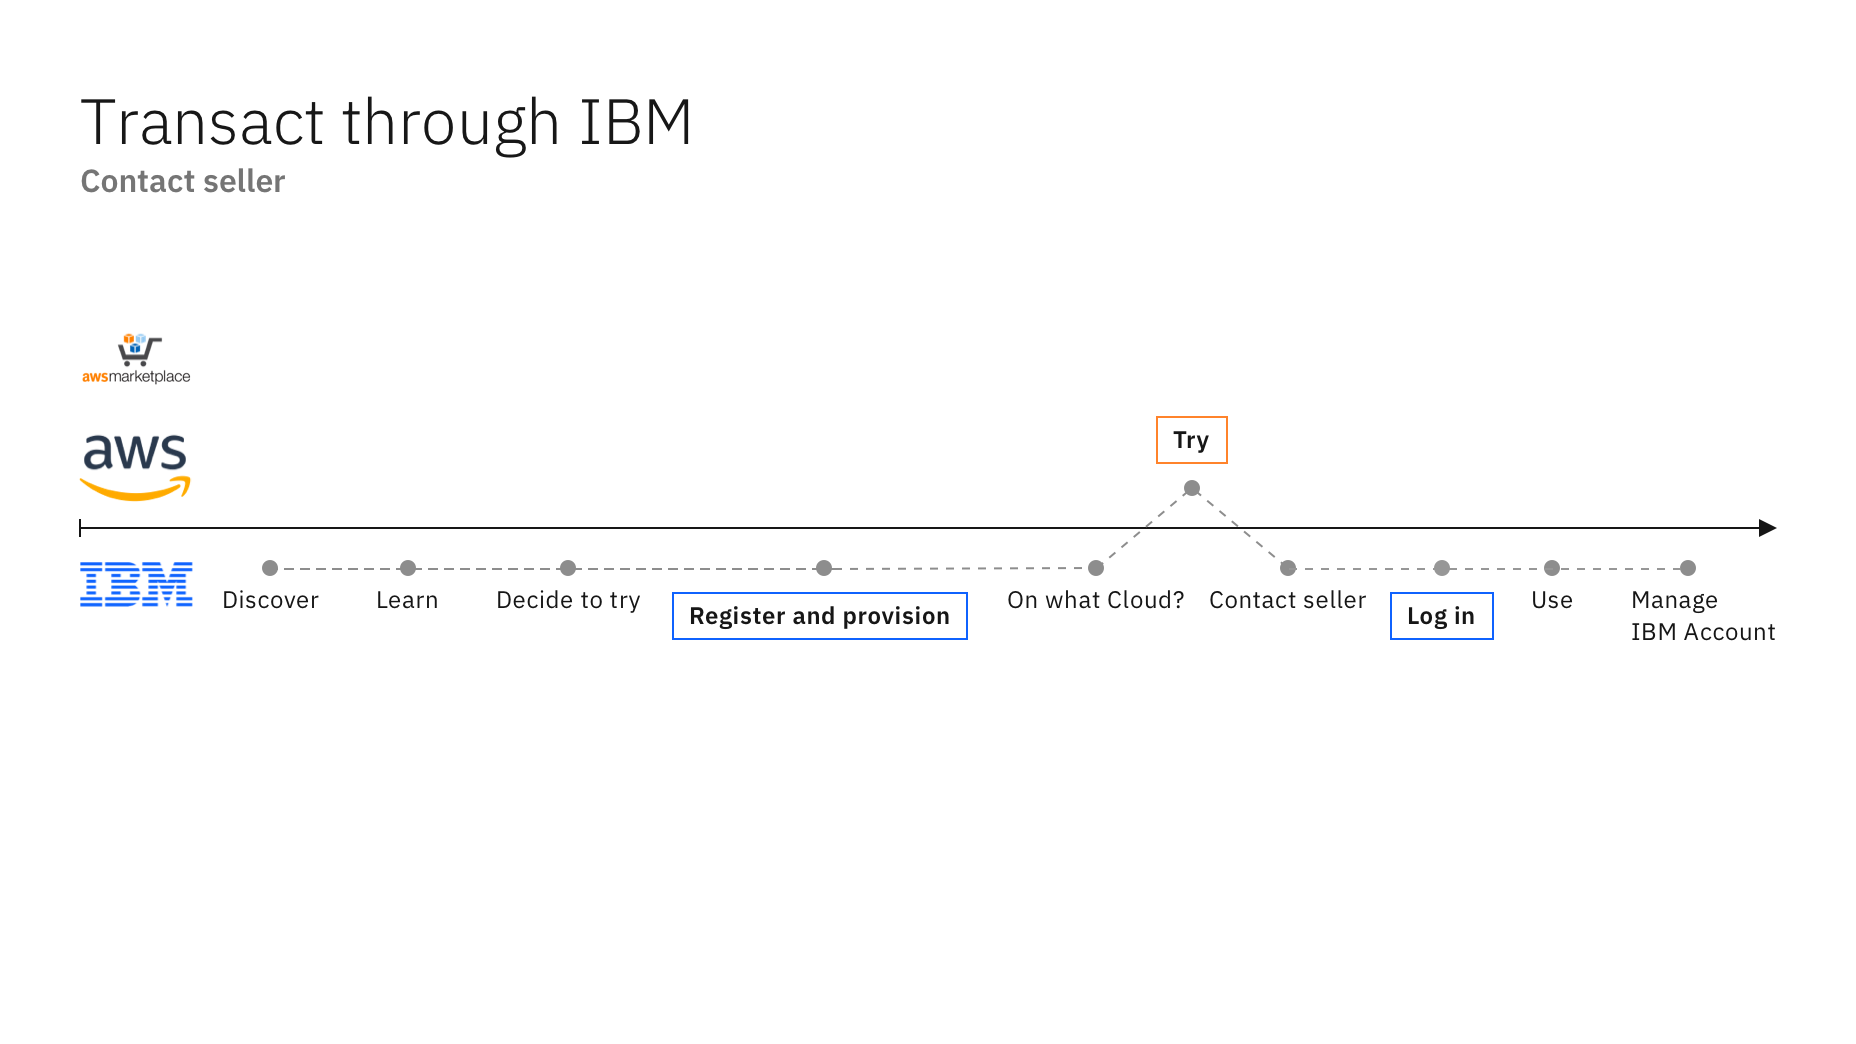 Transact through IBM
Contact seller
awsmarketplace
aws
Try
IBM
Discover
Learn
Decide to try
Register and provision
On what Cloud?
Contact seller
Log in
Use
Manage
IBM Account